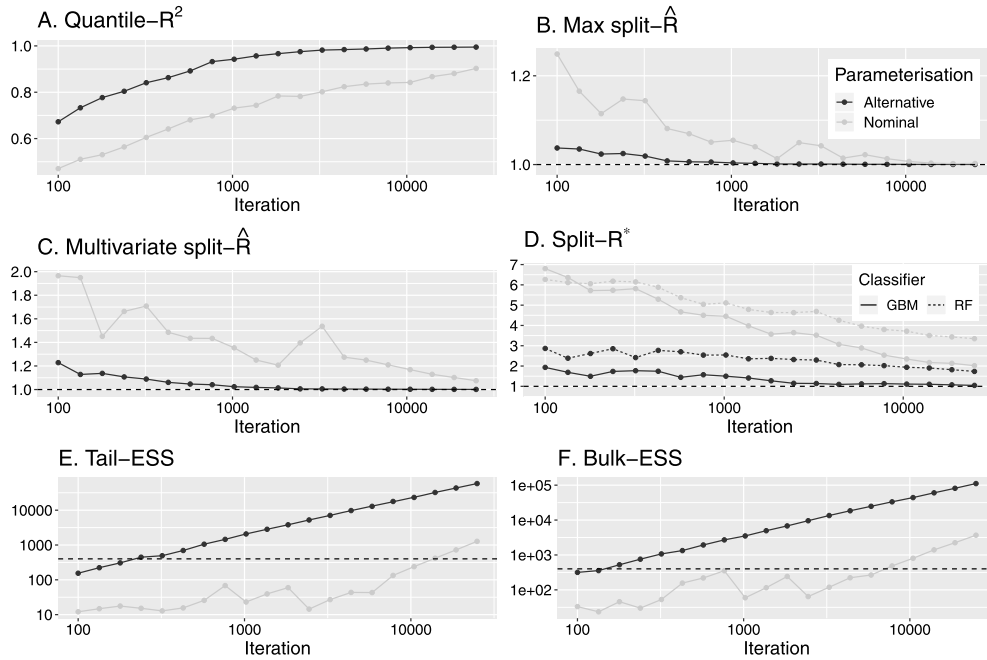 A. Quantile−R²
1.0
0.8
0.6
100 1000 10000
Iteration
B. Max split−R̂
1.2
1.0
Parameterisation
Alternative
Nominal
100 1000 10000
Iteration
C. Multivariate split−R̂
2.0
1.8
1.6
1.4
1.2
1.0
100 1000 10000
Iteration
D. Split−R*
7
6
5
4
3
2
1
Classifier
GBM RF
100 1000 10000
Iteration
E. Tail−ESS
10000
1000
100
10
100 1000 10000
Iteration
F. Bulk−ESS
1e+05
1e+04
1e+03
1e+02
100 1000 10000
Iteration